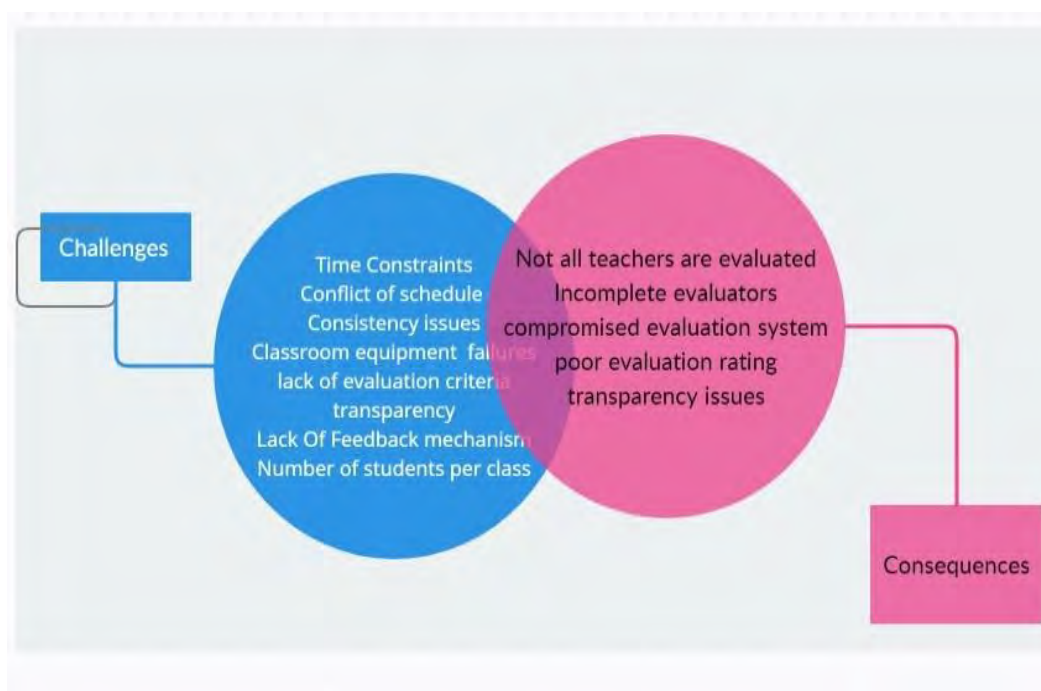 Challenges
Time Constraints
Conflict of schedule
Consistency issues
Classroom equipment failures
lack of evaluation criteria
transparency
Lack Of Feedback mechanism
Number of students per class
Not all teachers are evaluated
Incomplete evaluators
compromised evaluation system
poor evaluation rating
transparency issues
Consequences